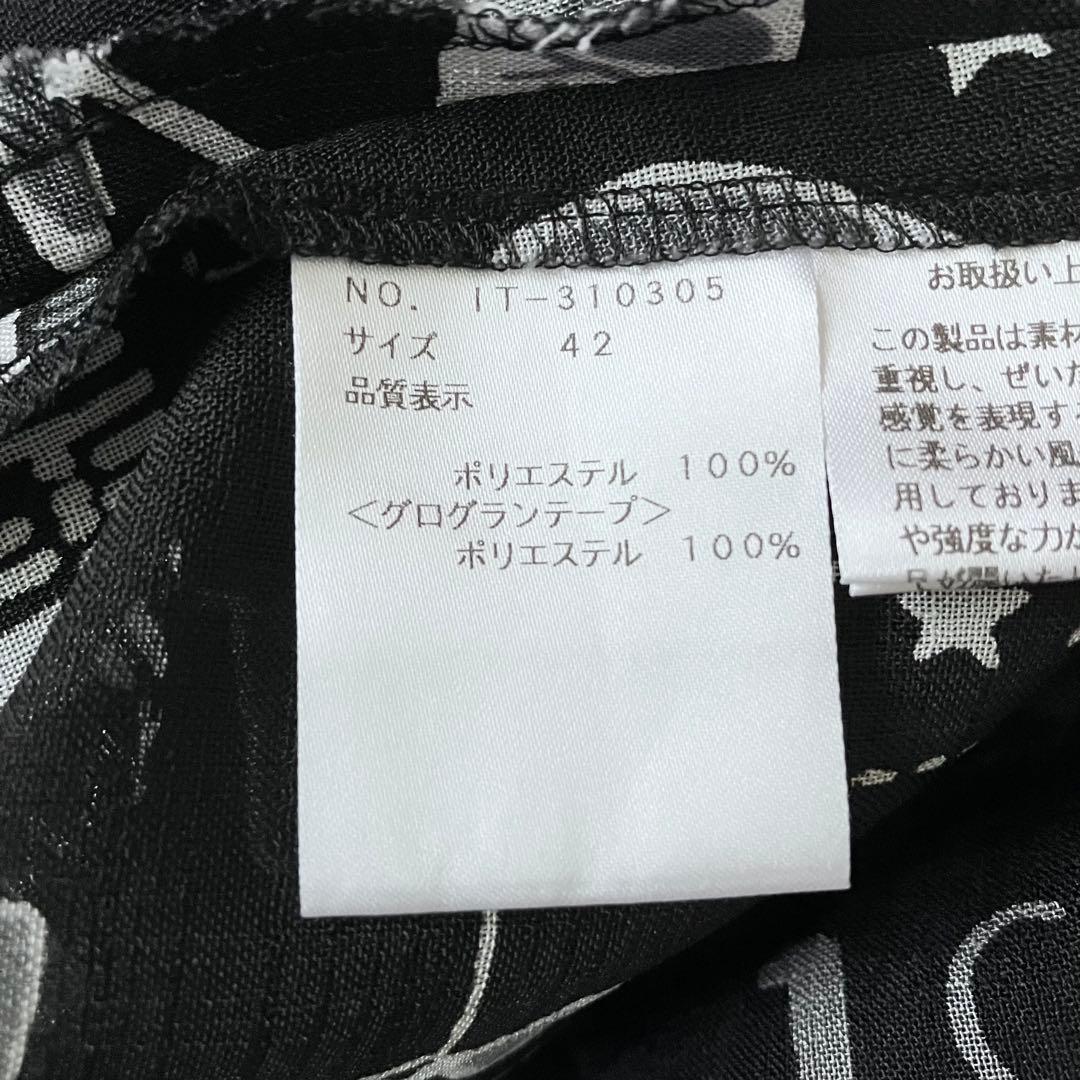 NO. IT-310305
サイズ 42
品質表示
ポリエステル 100%
<グログランテープ>
ポリエステル 100%
お取扱い上
この製品は素材
重視し、ぜいた
感覚を表現す
に柔らかい風
用しておりま
や強度な力が
10